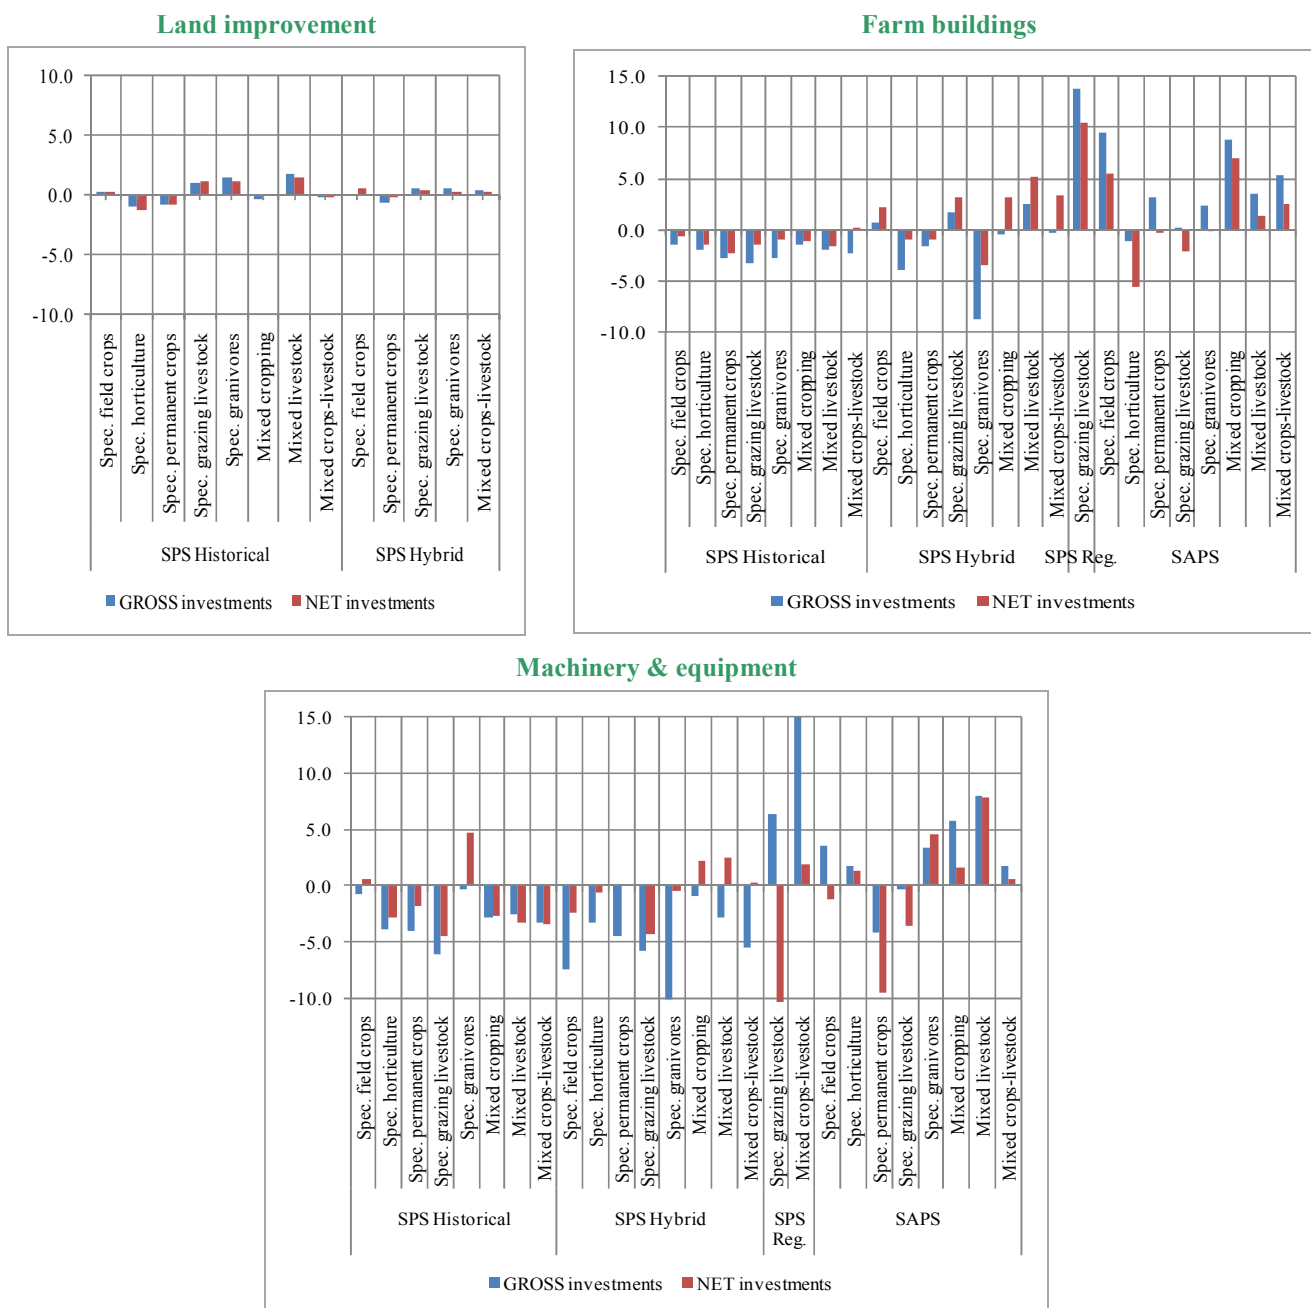 Land improvement
10.0
5.0
0.0
-5.0
-10.0
Spec. field crops
Spec. horticulture
Spec. permanent crops
Spec. grazing livestock
Spec. granivores
Mixed cropping
Mixed livestock
Mixed crops-livestock
Spec. field crops
Spec. permanent crops
Spec. grazing livestock
Spec. granivores
Mixed crops-livestock
SPS Historical
SPS Hybrid
GROSS investments
NET investments
Farm buildings
15.0
10.0
5.0
0.0
-5.0
-10.0
Spec. field crops
Spec. horticulture
Spec. permanent crops
Spec. grazing livestock
Spec. granivores
Mixed cropping
Mixed livestock
Mixed crops-livestock
Spec. field crops
Spec. horticulture
Spec. permanent crops
Spec. grazing livestock
Spec. granivores
Mixed cropping
Mixed livestock
Mixed crops-livestock
Spec. grazing livestock
Spec. field crops
Spec. horticulture
Spec. permanent crops
Spec. grazing livestock
Spec. granivores
Mixed cropping
Mixed livestock
Mixed crops-livestock
SPS Historical
SPS Hybrid
SPS Reg.
SAPS
GROSS investments
NET investments
Machinery & equipment
15.0
10.0
5.0
0.0
-5.0
-10.0
Spec. field crops
Spec. horticulture
Spec. permanent crops
Spec. grazing livestock
Spec. granivores
Mixed cropping
Mixed livestock
Mixed crops-livestock
Spec. field crops
Spec. horticulture
Spec. permanent crops
Spec. grazing livestock
Spec. granivores
Mixed cropping
Mixed livestock
Mixed crops-livestock
Spec. grazing livestock
Mixed crops-livestock
Spec. field crops
Spec. horticulture
Spec. permanent crops
Spec. grazing livestock
Spec. granivores
Mixed cropping
Mixed livestock
Mixed crops-livestock
SPS Historical
SPS Hybrid
SPS
Reg.
SAPS
GROSS investments
NET investments